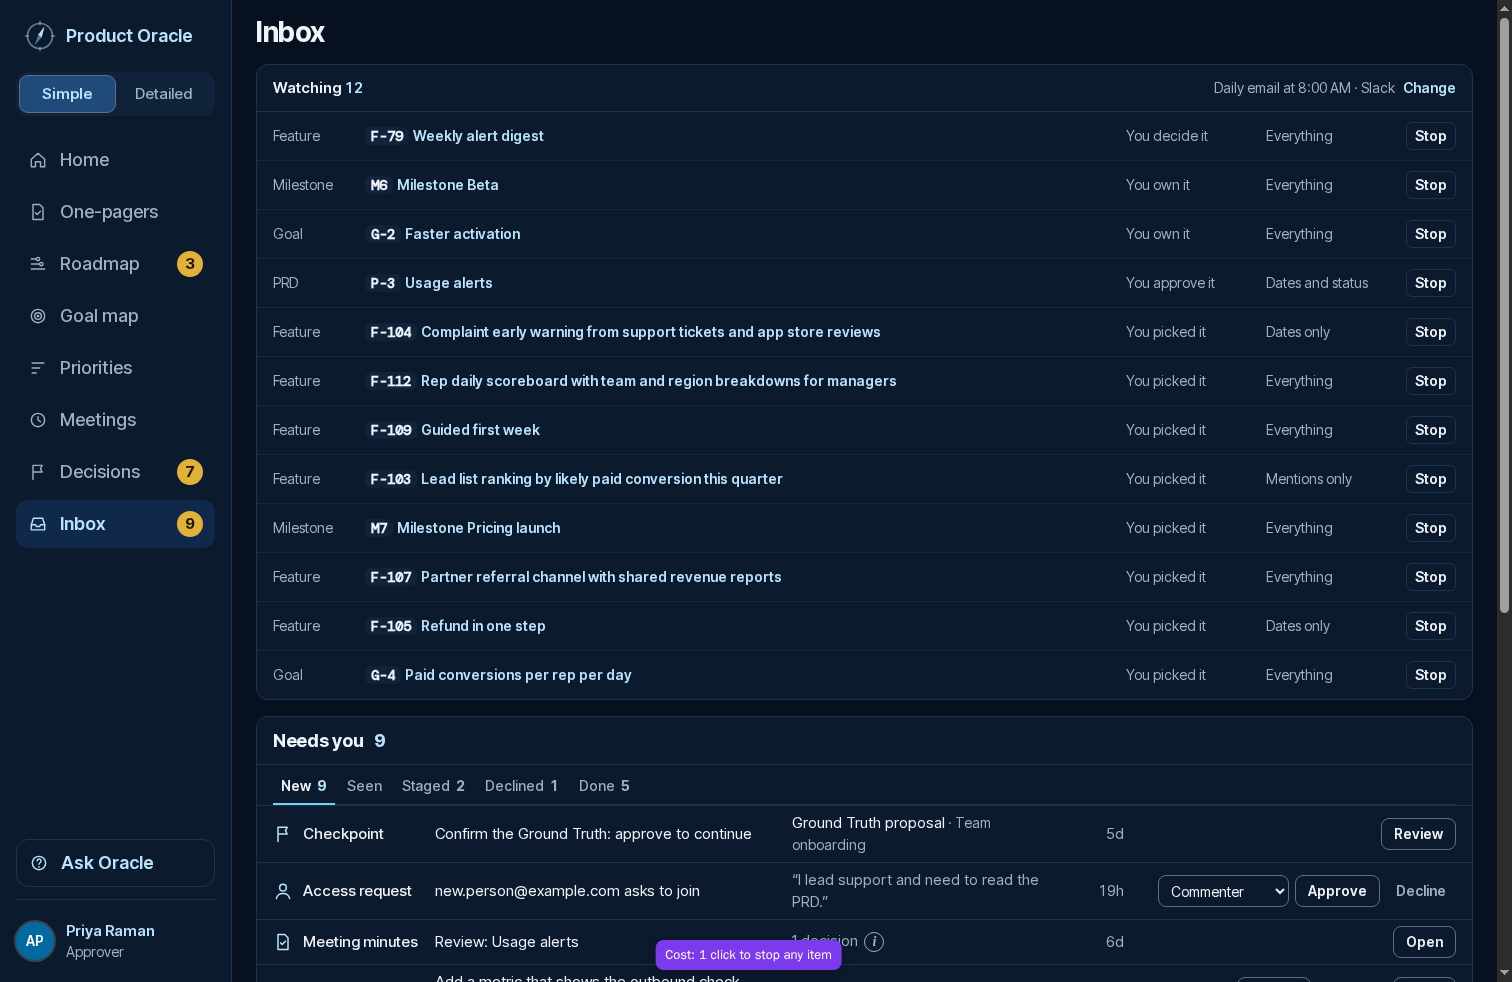 Product Oracle
Simple
Detailed
Home
One-pagers
Roadmap 3
Goal map
Priorities
Meetings
Decisions 7
Inbox 9
Ask Oracle
AP
Priya Raman
Approver
Inbox
Watching 12
Daily email at 8:00 AM · Slack Change
Feature F-79 Weekly alert digest You decide it Everything Stop
Milestone M6 Milestone Beta You own it Everything Stop
Goal G-2 Faster activation You own it Everything Stop
PRD P-3 Usage alerts You approve it Dates and status Stop
Feature F-104 Complaint early warning from support tickets and app store reviews You picked it Dates only Stop
Feature F-112 Rep daily scoreboard with team and region breakdowns for managers You picked it Everything Stop
Feature F-109 Guided first week You picked it Everything Stop
Feature F-103 Lead list ranking by likely paid conversion this quarter You picked it Mentions only Stop
Milestone M7 Milestone Pricing launch You picked it Everything Stop
Feature F-107 Partner referral channel with shared revenue reports You picked it Everything Stop
Feature F-105 Refund in one step You picked it Dates only Stop
Goal G-4 Paid conversions per rep per day You picked it Everything Stop
Needs you 9
New 9 Seen Staged 2 Declined 1 Done 5
Checkpoint Confirm the Ground Truth: approve to continue Ground Truth proposal · Team
onboarding
5d Review
Access request new.person@example.com asks to join “I lead support and need to read the
PRD.”
19h Commenter Approve Decline
Meeting minutes Review: Usage alerts 1 decision i 6d Open
Cost: 1 click to stop any item
Add a metric that shows the outbound check